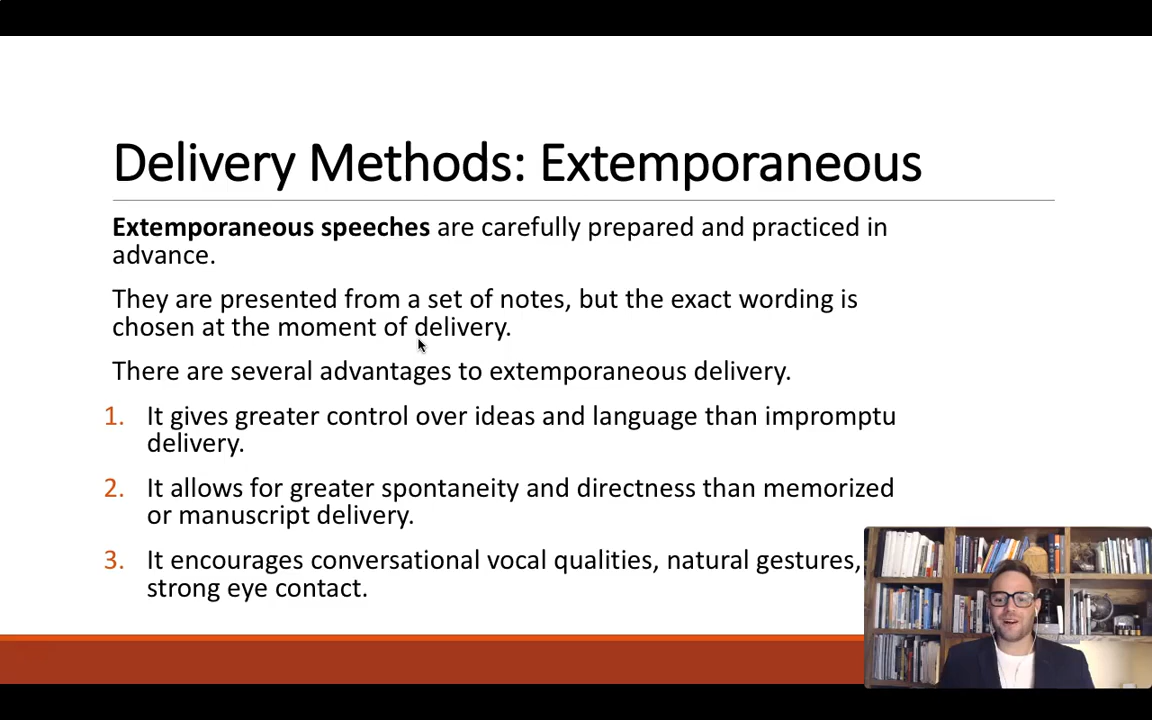 Delivery Methods: Extemporaneous
Extemporaneous speeches are carefully prepared and practiced in
advance.
They are presented from a set of notes, but the exact wording is
chosen at the moment of delivery.
There are several advantages to extemporaneous delivery.
1. It gives greater control over ideas and language than impromptu
delivery.
2. It allows for greater spontaneity and directness than memorized
or manuscript delivery.
3. It encourages conversational vocal qualities, natural gestures,
strong eye contact.